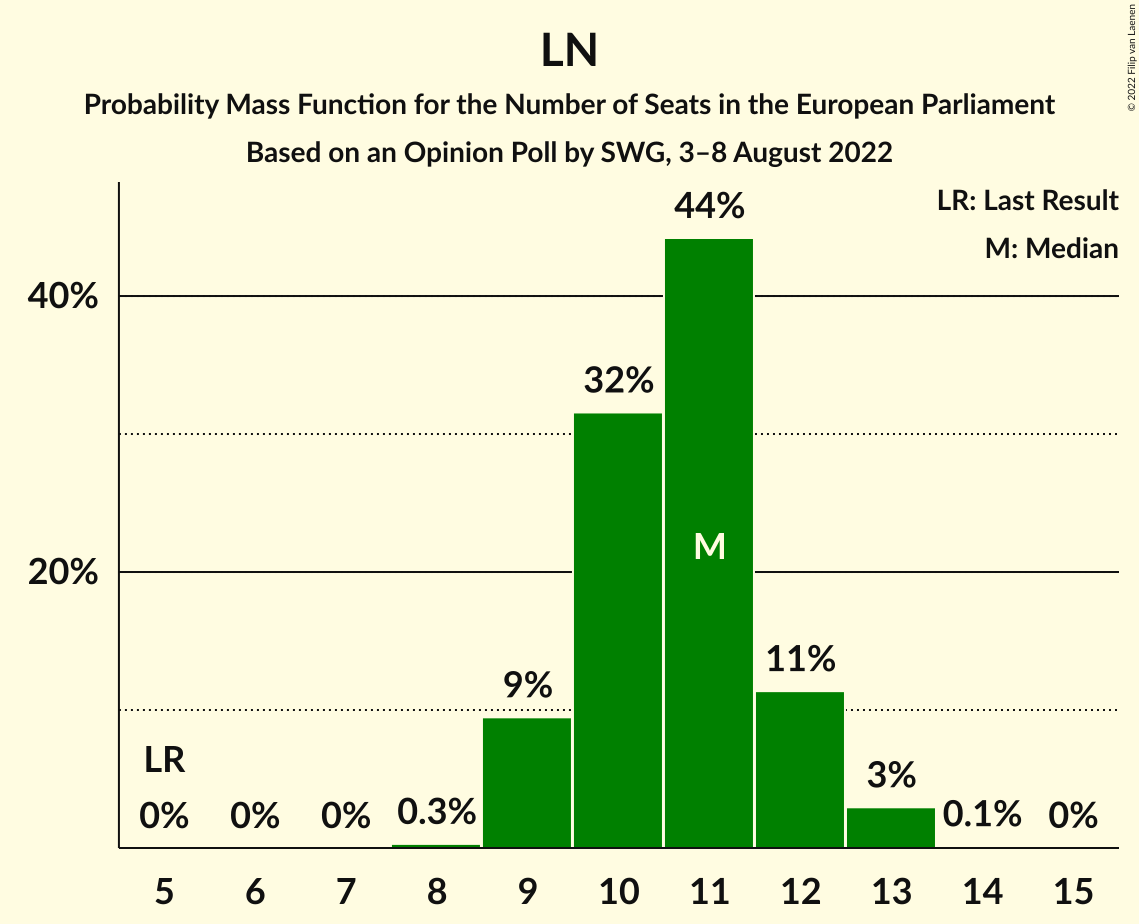 LN
Probability Mass Function for the Number of Seats in the European Parliament
Based on an Opinion Poll by SWG, 3–8 August 2022
© 2022 Filip van Laenen
LR: Last Result
M: Median
44%
40%
32%
M
20%
11%
9%
LR
3%
0%
0%
0%
0.3%
0.1%
0%
5 6 7 8 9 10 11 12 13 14 15